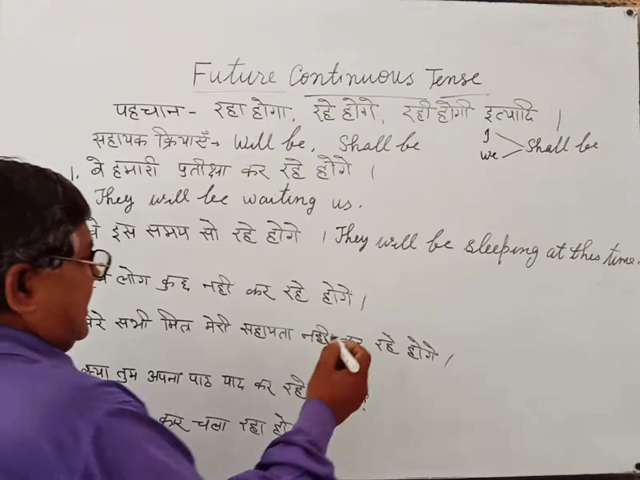 Future Continuous Tense
पहचान - रहा होगा, रहे होगे, रही होगी इत्यादि |
सहायक क्रियाएँ → Will be, Shall be I We Shall be
1. वे हमारी प्रतीक्षा कर रहे होंगे |
They will be waiting us.
वे इस समय सो रहे होंगे | They will be sleeping at this time.
लोग कुछ नही कर रहे होंगे |
मेरे सभी मित्र मेरी सहायता नही कर रहे होंगे |
क्या तुम अपना पाठ याद कर रहे ?
कार चला रहा हो